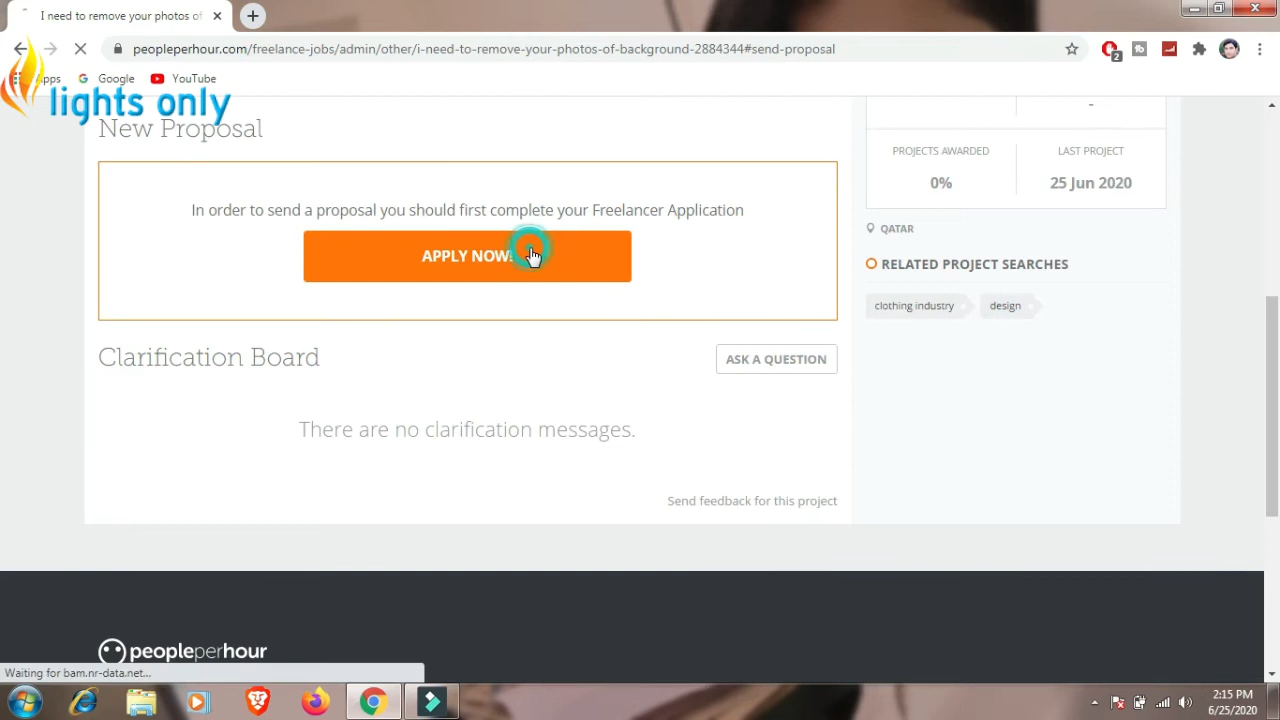 I need to remove your photos of
peopleperhour.com/freelance-jobs/admin/other/i-need-to-remove-your-photos-of-background-2884344#send-proposal
2
Apps
Google
YouTube
lights only
New Proposal
-
PROJECTS AWARDED
LAST PROJECT
0%
25 Jun 2020
In order to send a proposal you should first complete your Freelancer Application
QATAR
APPLY NOW!
RELATED PROJECT SEARCHES
clothing industry
design
Clarification Board
ASK A QUESTION
There are no clarification messages.
Send feedback for this project
peopleperhour
Waiting for bam.nr-data.net...
2:15 PM
6/25/2020